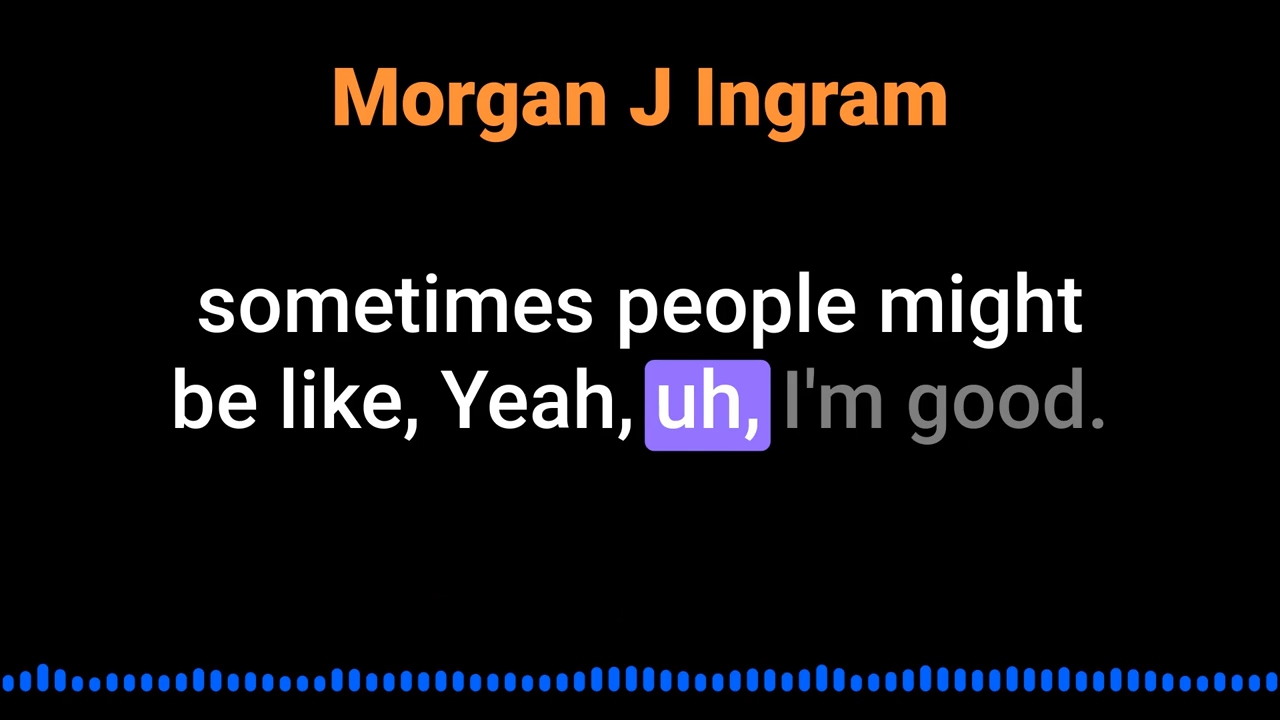 Morgan J Ingram
sometimes people might
be like, Yeah, uh, I'm good.